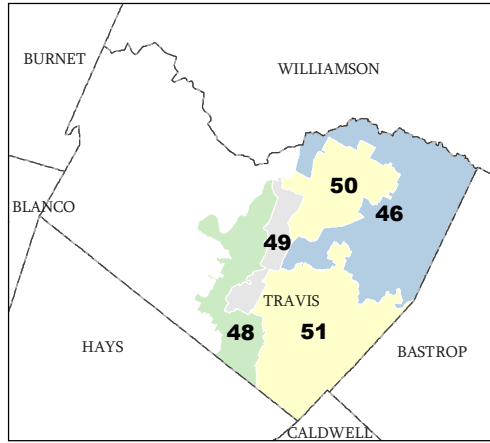 BURNET
WILLIAMSON
50
46
BLANCO
49
TRAVIS
48
51
HAYS
BASTROP
CALDWELL